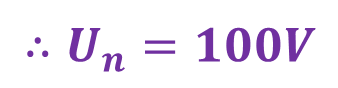 ∴ Uₙ = 100V